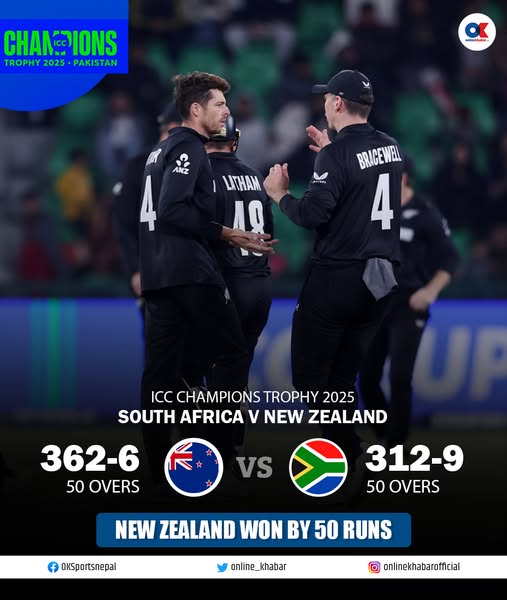 ICC
CHAMPIONS
TROPHY 2025 • PAKISTAN
OK
onlinekhabar
ANZ
4
LATHAM
48
BRACEWELL
4
ICC CHAMPIONS TROPHY 2025
SOUTH AFRICA V NEW ZEALAND
362-6
50 OVERS
VS
312-9
50 OVERS
NEW ZEALAND WON BY 50 RUNS
OKSportsnepal
online_khabar
onlinekhabarofficial